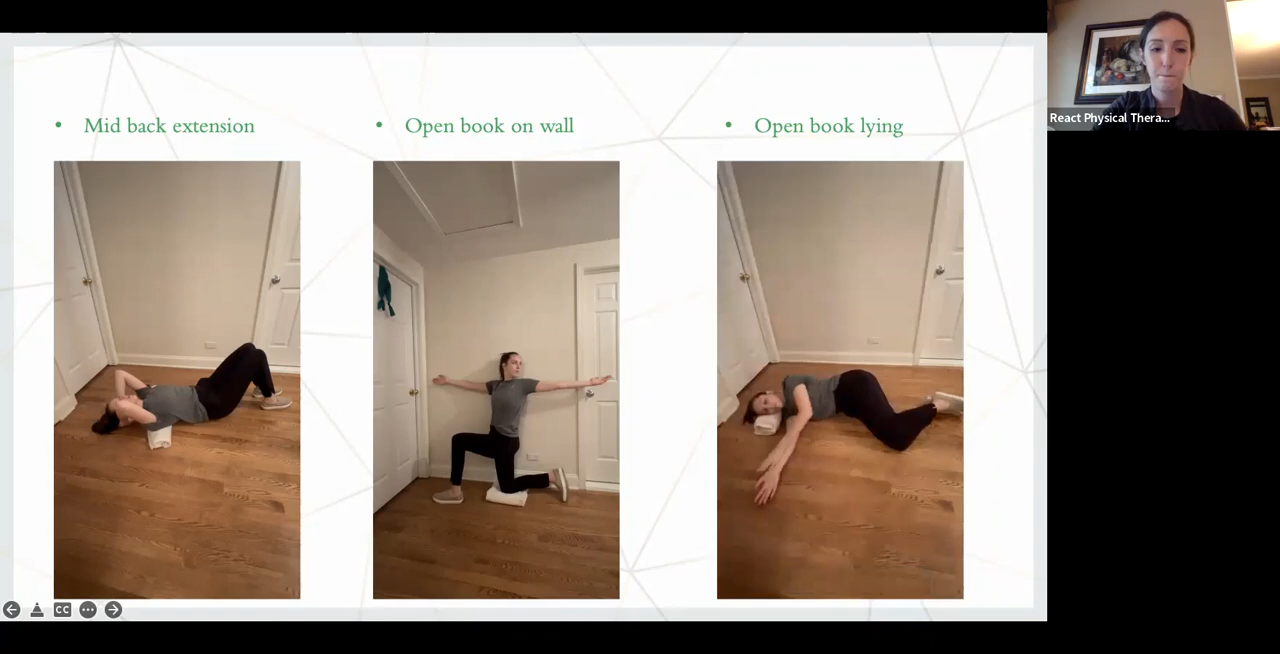 React Physical Thera...
• Mid back extension
• Open book on wall
• Open book lying
CC